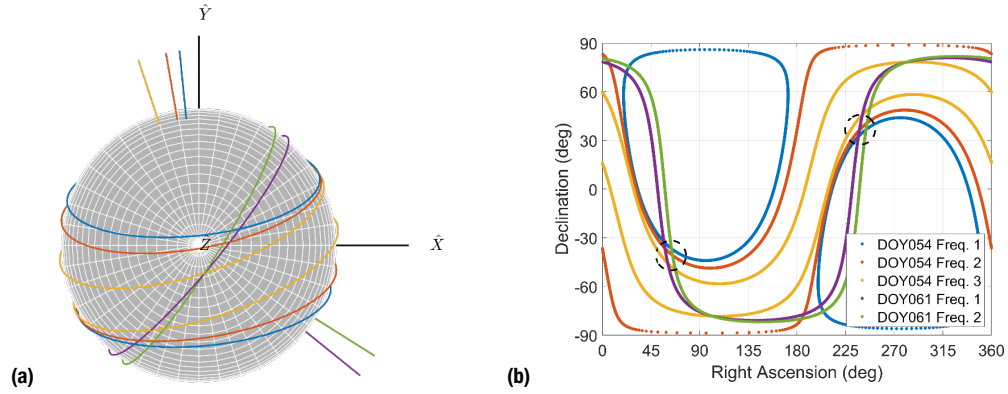 Ŷ
Ẑ
X̂
(a)
90
60
30
0
-30
-60
-90
Declination (deg)
0 45 90 135 180 225 270 315 360
Right Ascension (deg)
DOY054 Freq. 1
DOY054 Freq. 2
DOY054 Freq. 3
DOY061 Freq. 1
DOY061 Freq. 2
(b)